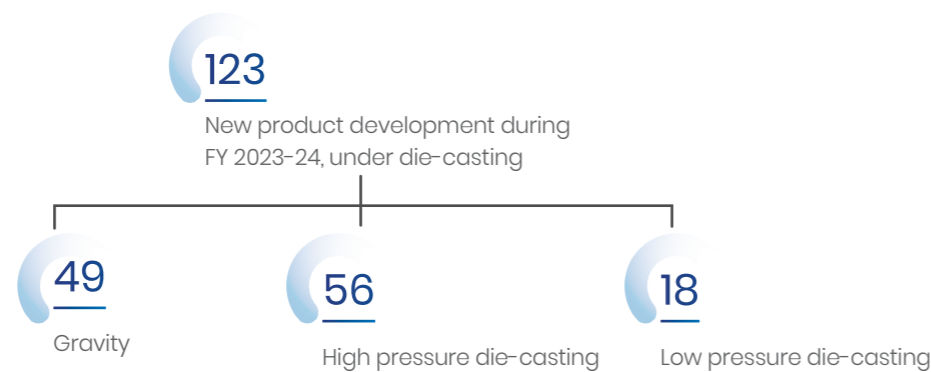 123
New product development during
FY 2023-24, under die-casting
49
Gravity
56
High pressure die-casting
18
Low pressure die-casting